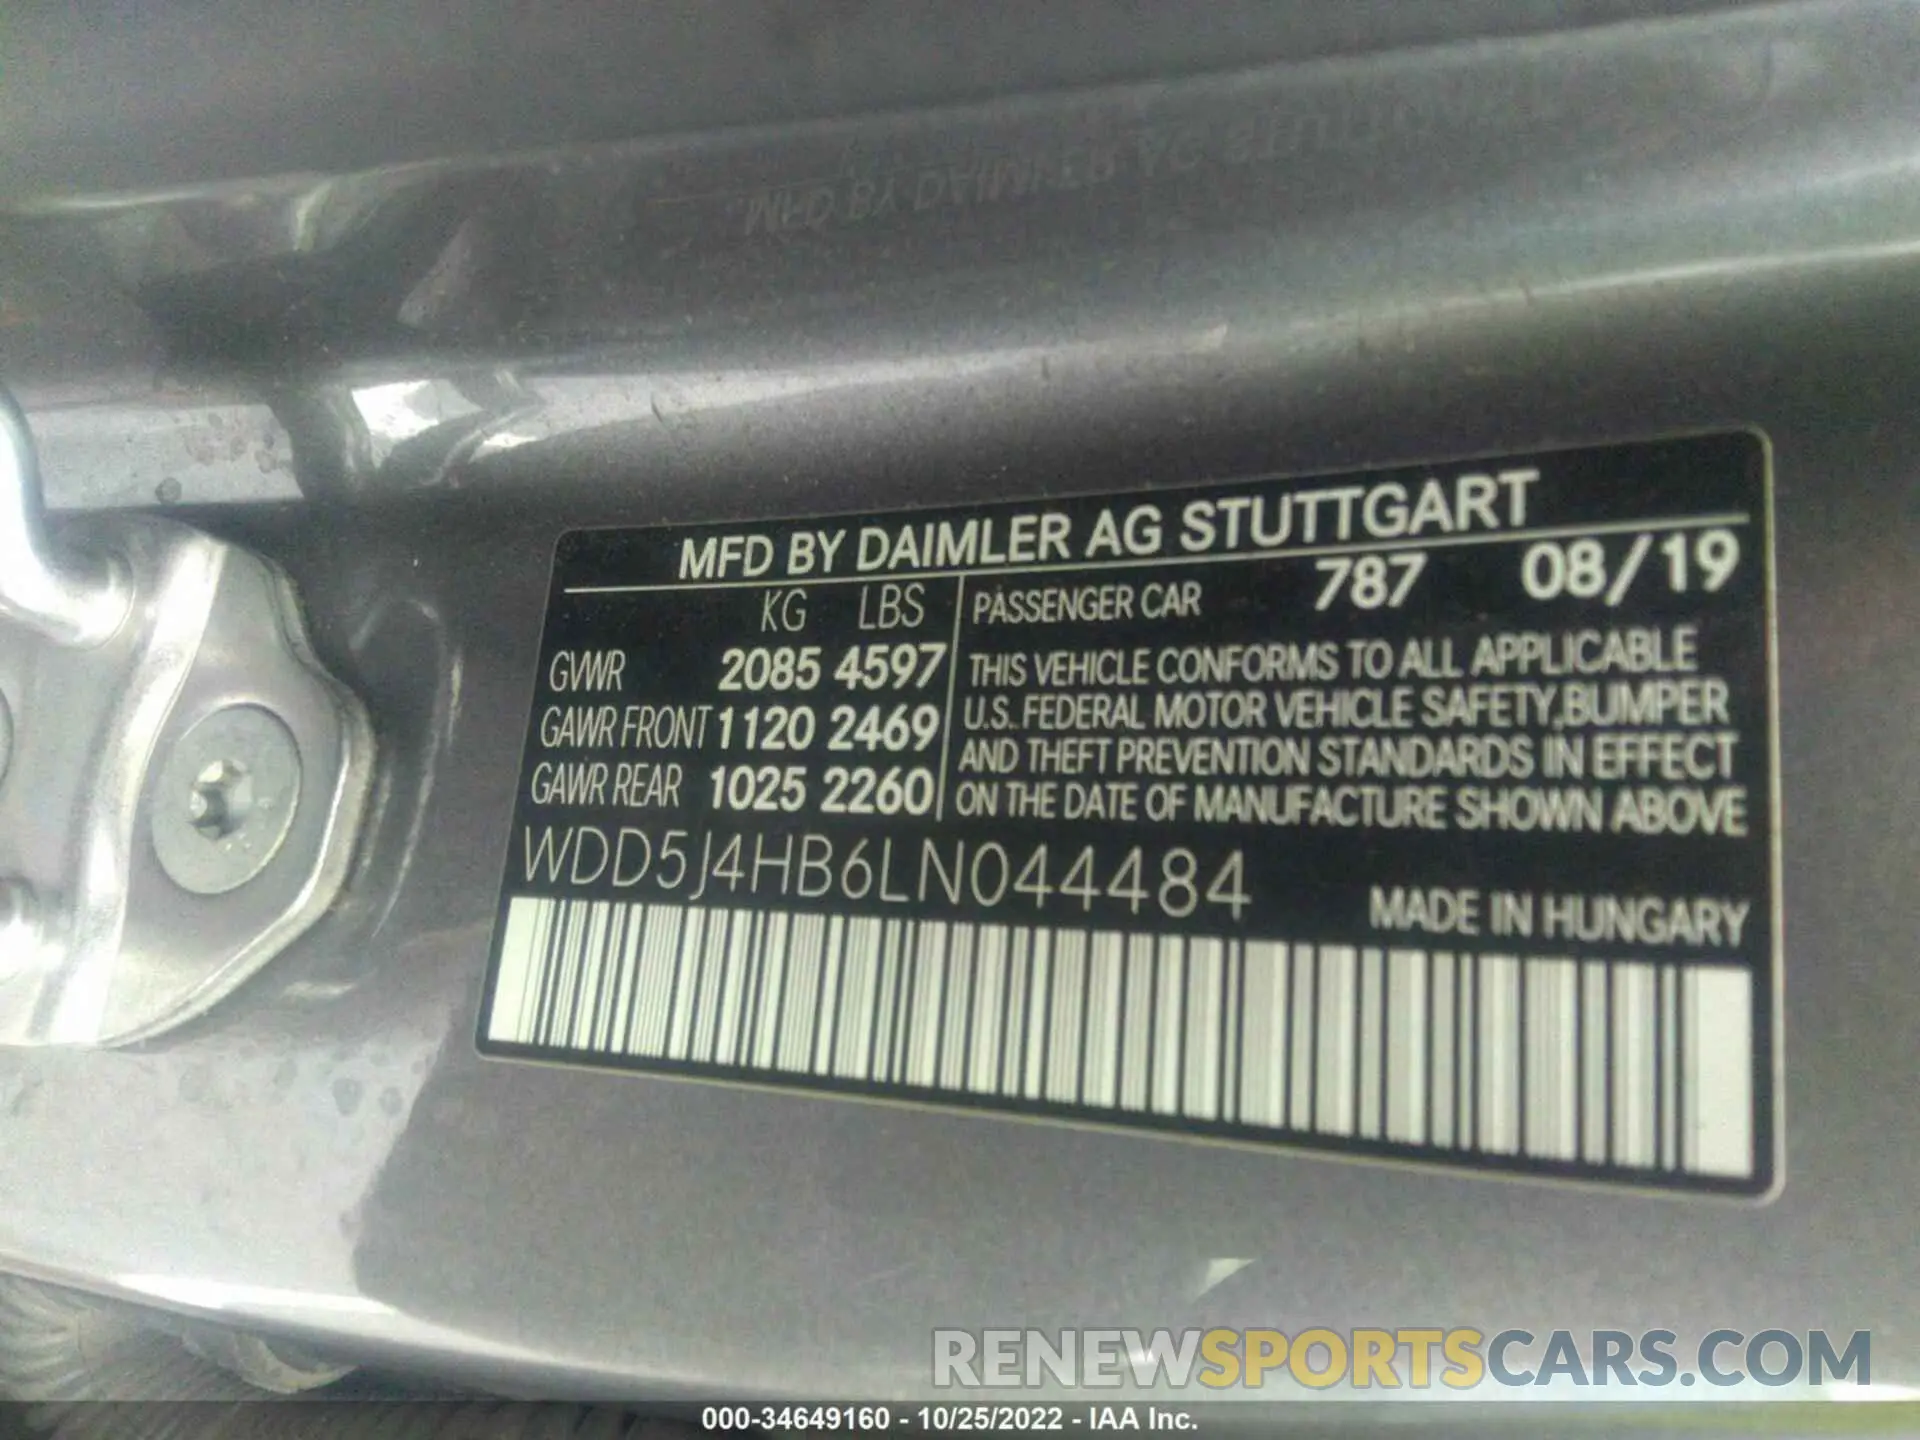 MFD BY DAIMLER AG STUTTGART
KG LBS
GVWR 2085 4597
GAWR FRONT 1120 2469
GAWR REAR 1025 2260
PASSENGER CAR 787 08/19
THIS VEHICLE CONFORMS TO ALL APPLICABLE
U.S. FEDERAL MOTOR VEHICLE SAFETY, BUMPER
AND THEFT PREVENTION STANDARDS IN EFFECT
ON THE DATE OF MANUFACTURE SHOWN ABOVE
WDD5J4HB6LN044484
MADE IN HUNGARY
RENEWSPORTSCARS.COM
000-34649160 - 10/25/2022 - IAA Inc.